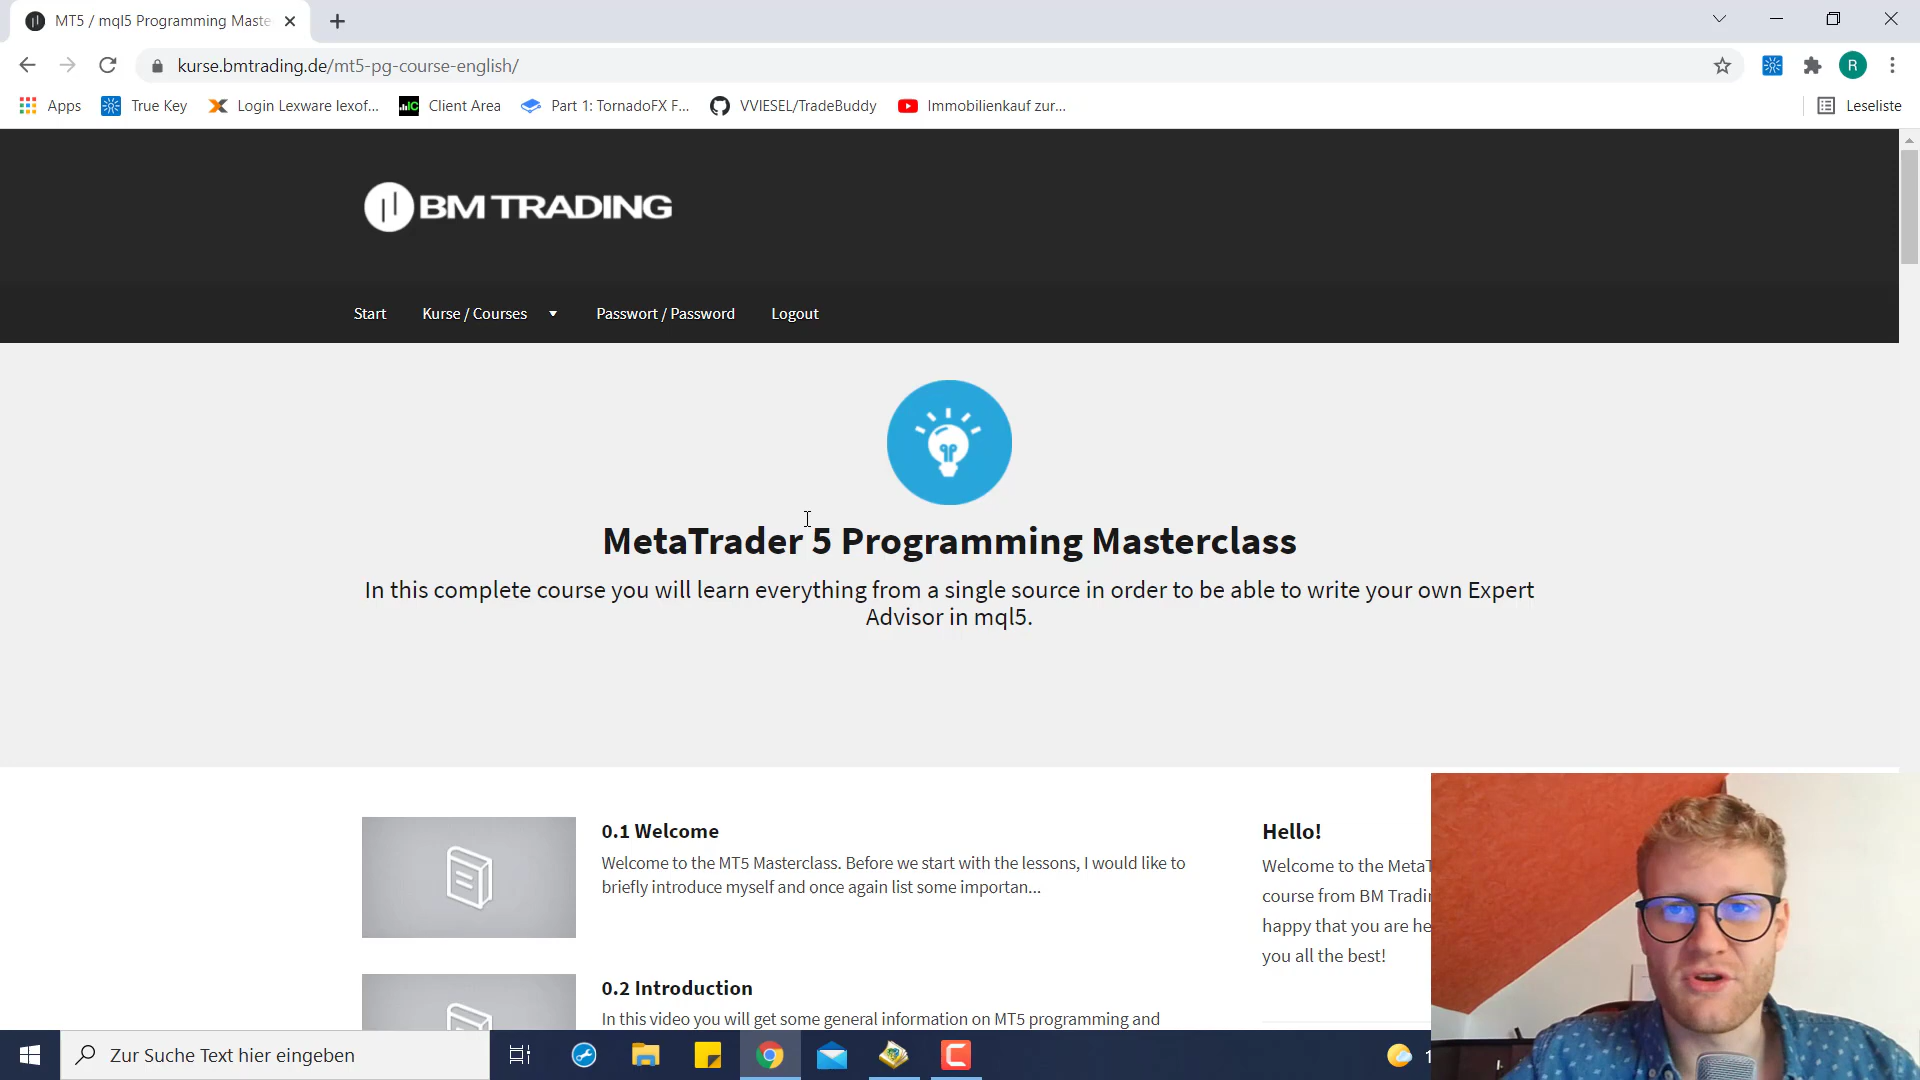 MT5 / mql5 Programming Maste
kurse.bmtrading.de/mt5-pg-course-english/
R
Apps
True Key
Login Lexware lexof...
Client Area
Part 1: TornadoFX F...
VVIESEL/TradeBuddy
Immobilienkauf zur...
Leseliste
BM TRADING
Start
Kurse / Courses
Passwort / Password
Logout
MetaTrader 5 Programming Masterclass
In this complete course you will learn everything from a single source in order to be able to write your own Expert
Advisor in mql5.
0.1 Welcome
Welcome to the MT5 Masterclass. Before we start with the lessons, I would like to
briefly introduce myself and once again list some importan...
0.2 Introduction
In this video you will get some general information on MT5 programming and
Hello!
Welcome to the MetaT
course from BM Tradi
happy that you are he
you all the best!
Zur Suche Text hier eingeben
1